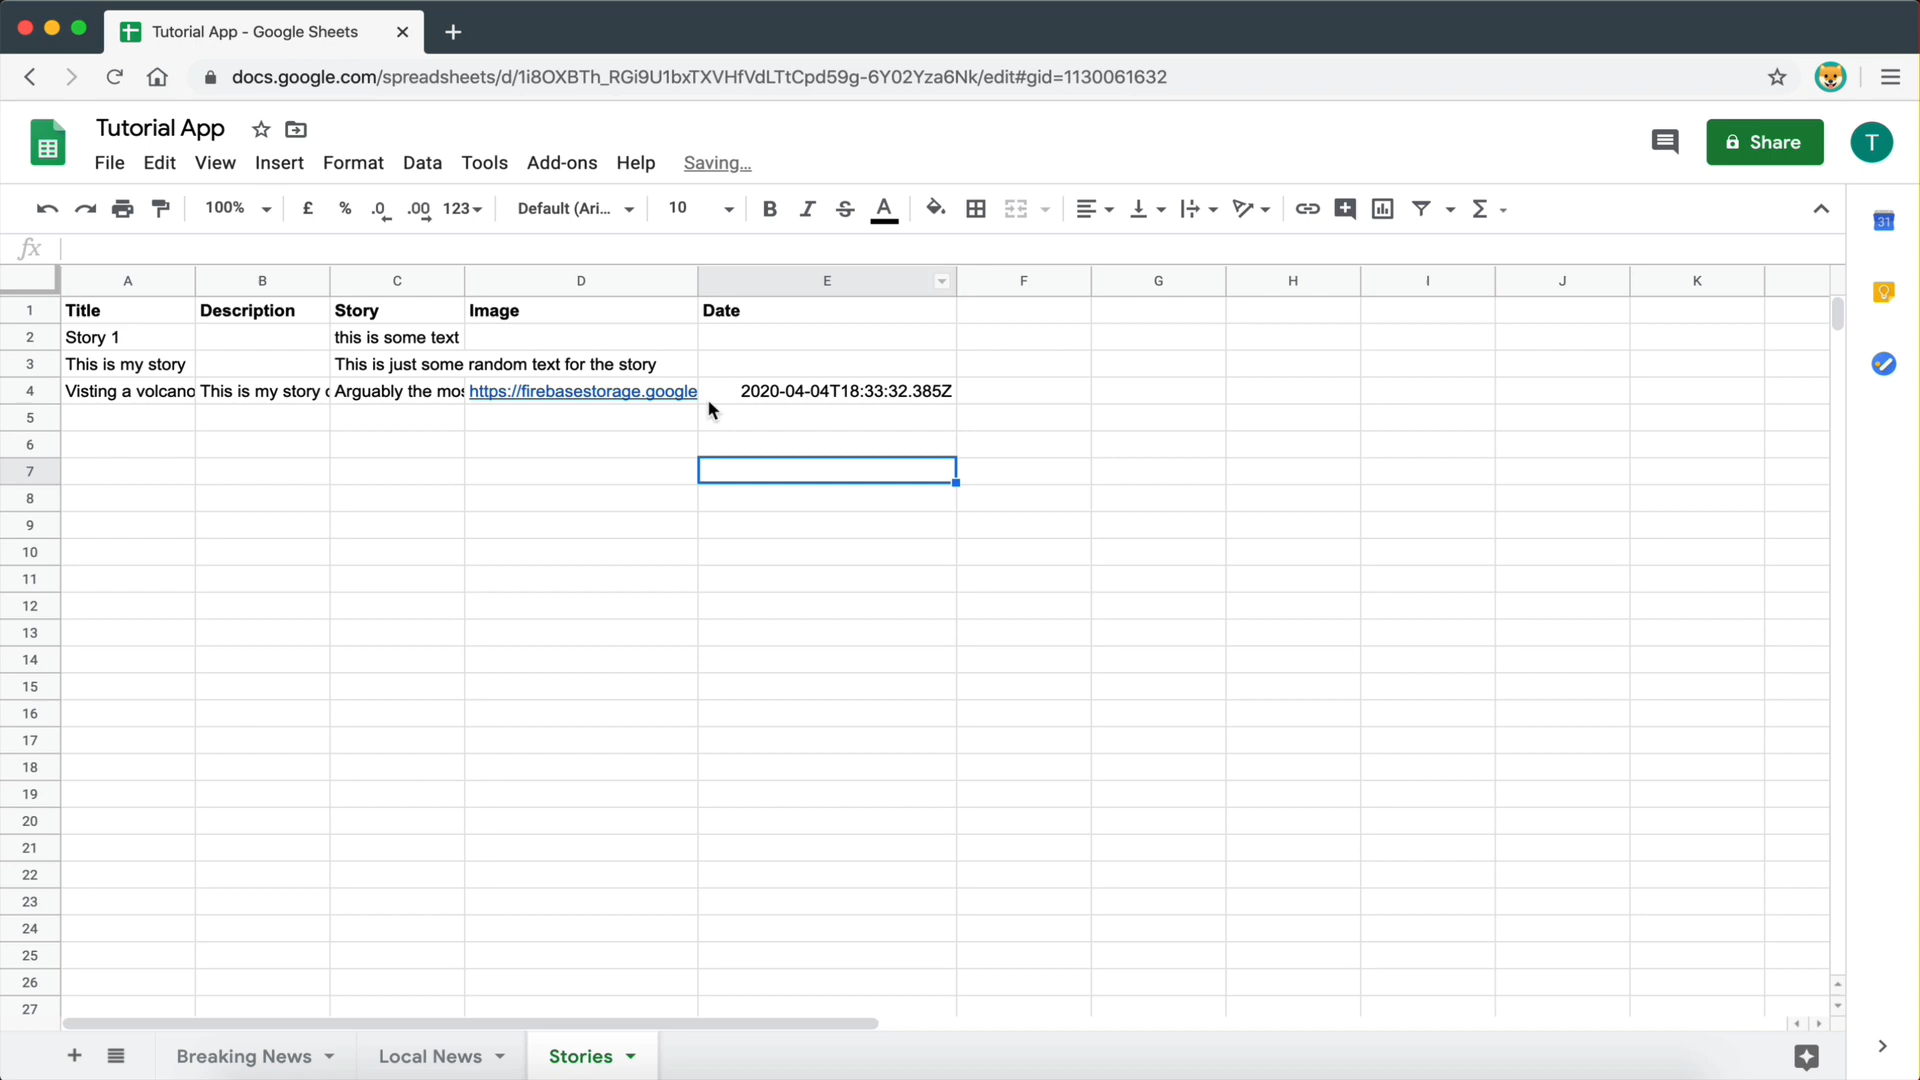 Tutorial App - Google Sheets
docs.google.com/spreadsheets/d/1i8OXBTh_RGi9U1bxTXVHfVdLTtCpd59g-6Y02Yza6Nk/edit#gid=1130061632
Tutorial App
File Edit View Insert Format Data Tools Add-ons Help Saving...
Share
T
100% £ % .0 .00 123 Default (Ari... 10 B I S A Σ
31
fx
A B C D E F G H I J K
1 Title Description Story Image Date
2 Story 1 this is some text
3 This is my story This is just some random text for the story
4 Visting a volcano This is my story Arguably the mos https://firebasestorage.google 2020-04-04T18:33:32.385Z
5
6
7
8
9
10
11
12
13
14
15
16
17
18
19
20
21
22
23
24
25
26
27
Breaking News Local News Stories